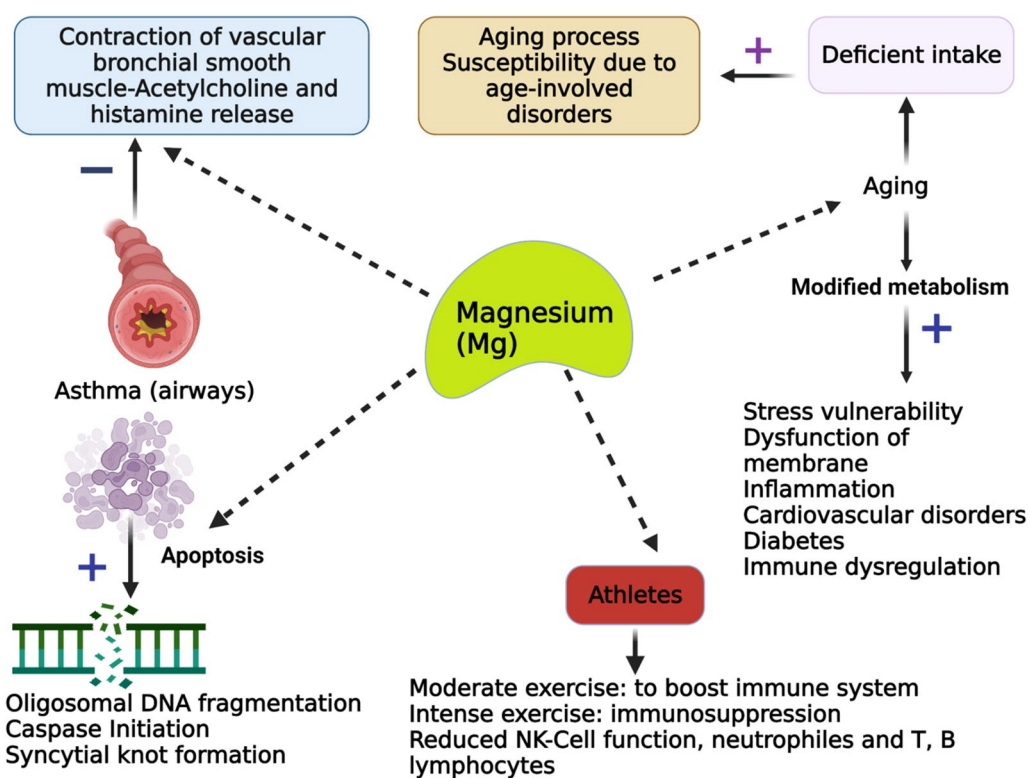 Contraction of vascular
bronchial smooth
muscle-Acetylcholine and
histamine release
Aging process
Susceptibility due to
age-involved
disorders
+
Deficient intake
−
Aging
Modified metabolism
+
Magnesium
(Mg)
Asthma (airways)
Stress vulnerability
Dysfunction of
membrane
Inflammation
Cardiovascular disorders
Diabetes
Immune dysregulation
Apoptosis
+
Athletes
Oligosomal DNA fragmentation
Caspase Initiation
Syncytial knot formation
Moderate exercise: to boost immune system
Intense exercise: immunosuppression
Reduced NK-Cell function, neutrophiles and T, B
lymphocytes